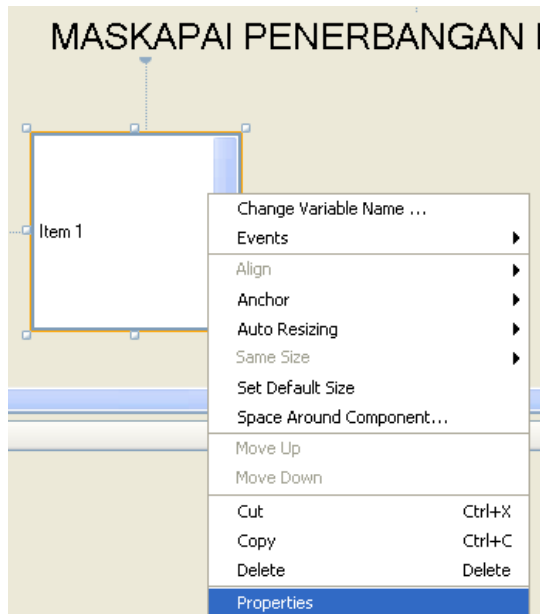 MASKAPAI PENERBANGAN
Item 1
Change Variable Name ...
Events
Align
Anchor
Auto Resizing
Same Size
Set Default Size
Space Around Component...
Move Up
Move Down
Cut Ctrl+X
Copy Ctrl+C
Delete Delete
Properties